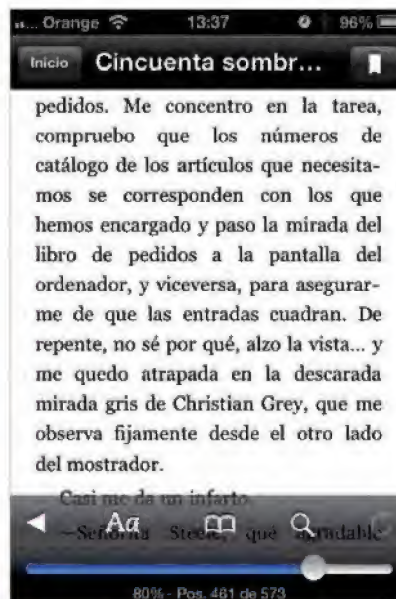 Orange 13:37 96%
Inicio Cincuenta sombr...
pedidos. Me concentro en la tarea,
compruebo que los números de
catálogo de los artículos que necesita-
mos se corresponden con los que
hemos encargado y paso la mirada del
libro de pedidos a la pantalla del
ordenador, y viceversa, para asegurar-
me de que las entradas cuadran. De
repente, no sé por qué, alzo la vista... y
me quedo atrapada en la descarada
mirada gris de Christian Grey, que me
observa fijamente desde el otro lado
del mostrador.
Casi me da un infarto.
Aa
—Señorita Steele, qué agradable
80% - Pos. 461 de 573